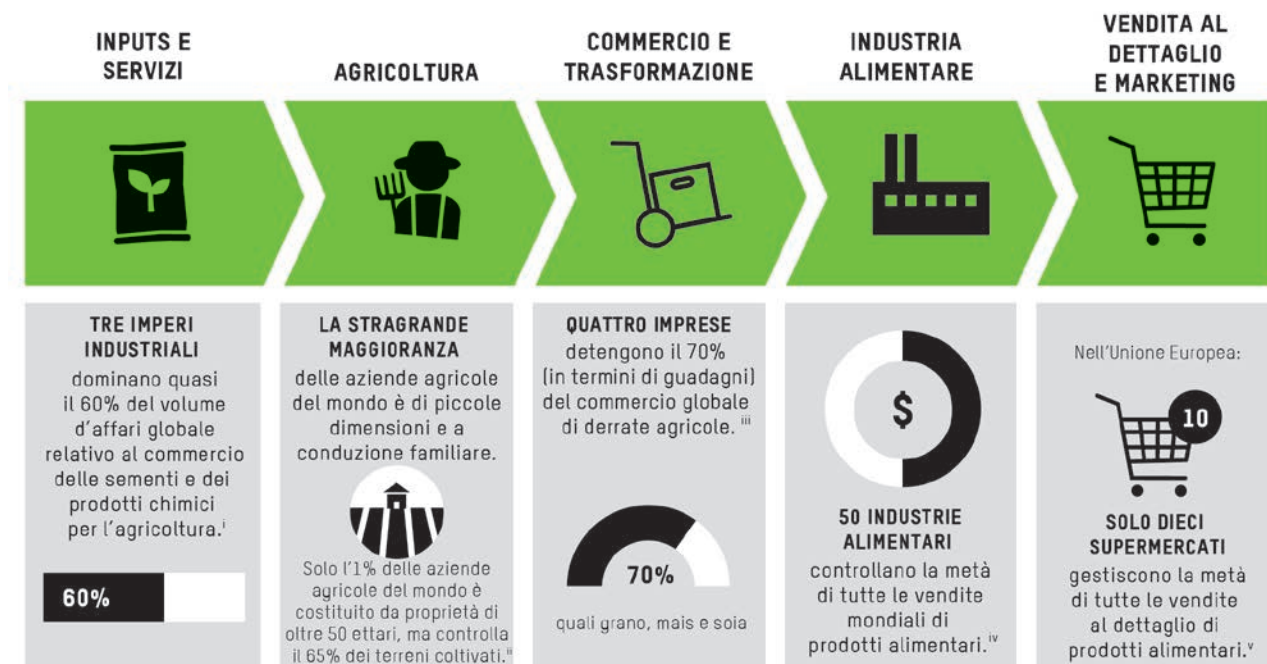 INPUTS E
SERVIZI
AGRICOLTURA
COMMERCIO E
TRASFORMAZIONE
INDUSTRIA
ALIMENTARE
VENDITA AL
DETTAGLIO
E MARKETING
TRE IMPERI
INDUSTRIALI
dominano quasi
il 60% del volume
d'affari globale
relativo al commercio
delle sementi e dei
prodotti chimici
per l'agricoltura.i
60%
LA STRAGRANDE
MAGGIORANZA
delle aziende agricole
del mondo è di piccole
dimensioni e a
conduzione familiare.
Solo l'1% delle aziende
agricole del mondo è
costituito da proprietà di
oltre 50 ettari, ma controlla
il 65% dei terreni coltivati.ii
QUATTRO IMPRESE
detengono il 70%
(in termini di guadagni)
del commercio globale
di derrate agricole. iii
70%
quali grano, mais e soia
$
50 INDUSTRIE
ALIMENTARI
controllano la metà
di tutte le vendite
mondiali di
prodotti alimentari.iv
Nell'Unione Europea:
10
SOLO DIECI
SUPERMERCATI
gestiscono la metà
di tutte le vendite
al dettaglio di
prodotti alimentari.v